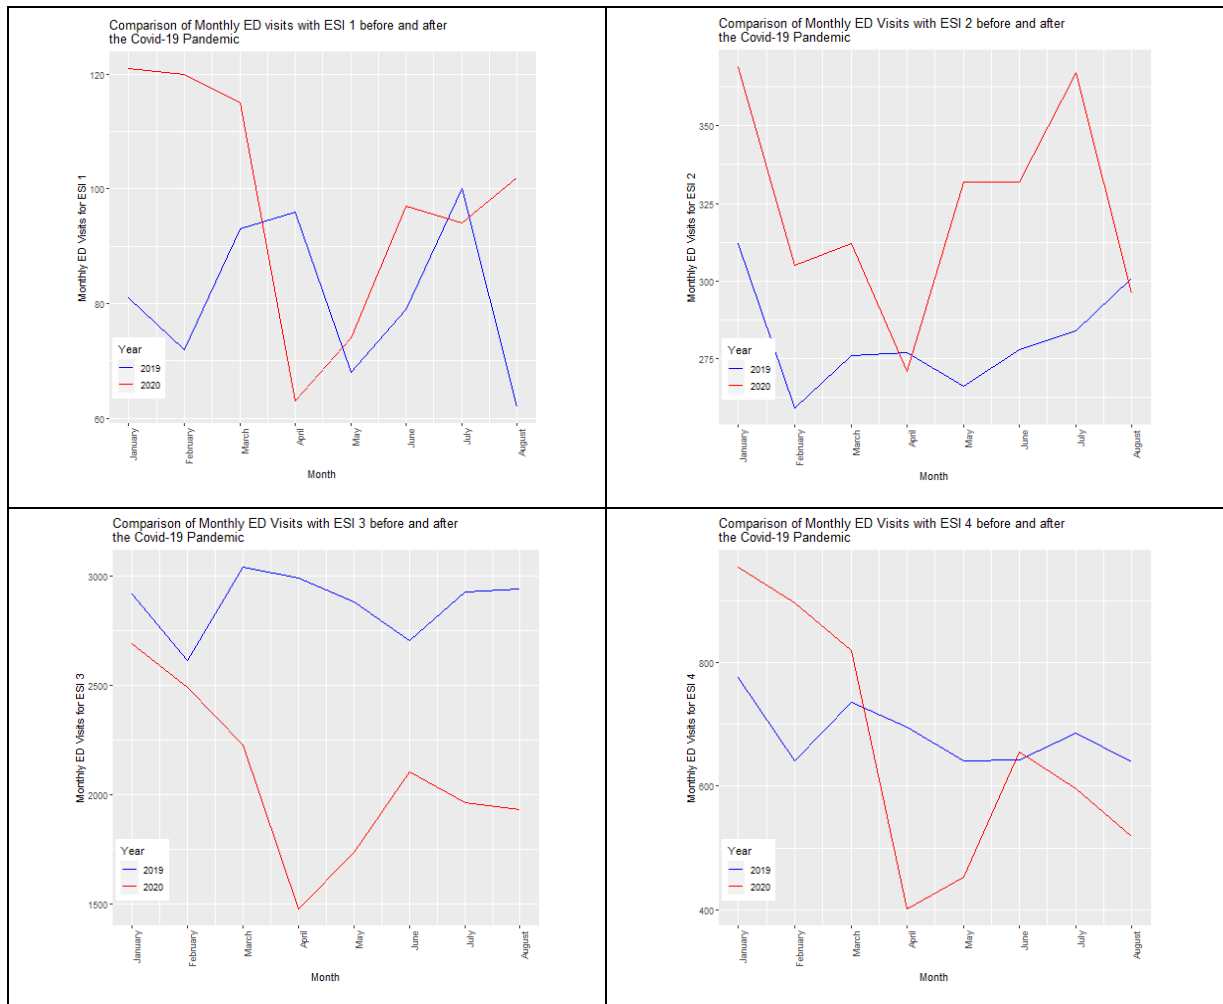 Comparison of Monthly ED visits with ESI 1 before and after
the Covid-19 Pandemic
Monthly ED Visits for ESI 1
120
100
80
60
Year
2019
2020
January
February
March
April
May
June
July
August
Month
Comparison of Monthly ED Visits with ESI 2 before and after
the Covid-19 Pandemic
Monthly ED Visits for ESI 2
350
325
300
275
Year
2019
2020
January
February
March
April
May
June
July
August
Month
Comparison of Monthly ED Visits with ESI 3 before and after
the Covid-19 Pandemic
Monthly ED Visits for ESI 3
3000
2500
2000
1500
Year
2019
2020
January
February
March
April
May
June
July
August
Month
Comparison of Monthly ED Visits with ESI 4 before and after
the Covid-19 Pandemic
Monthly ED Visits for ESI 4
800
600
400
Year
2019
2020
January
February
March
April
May
June
July
August
Month